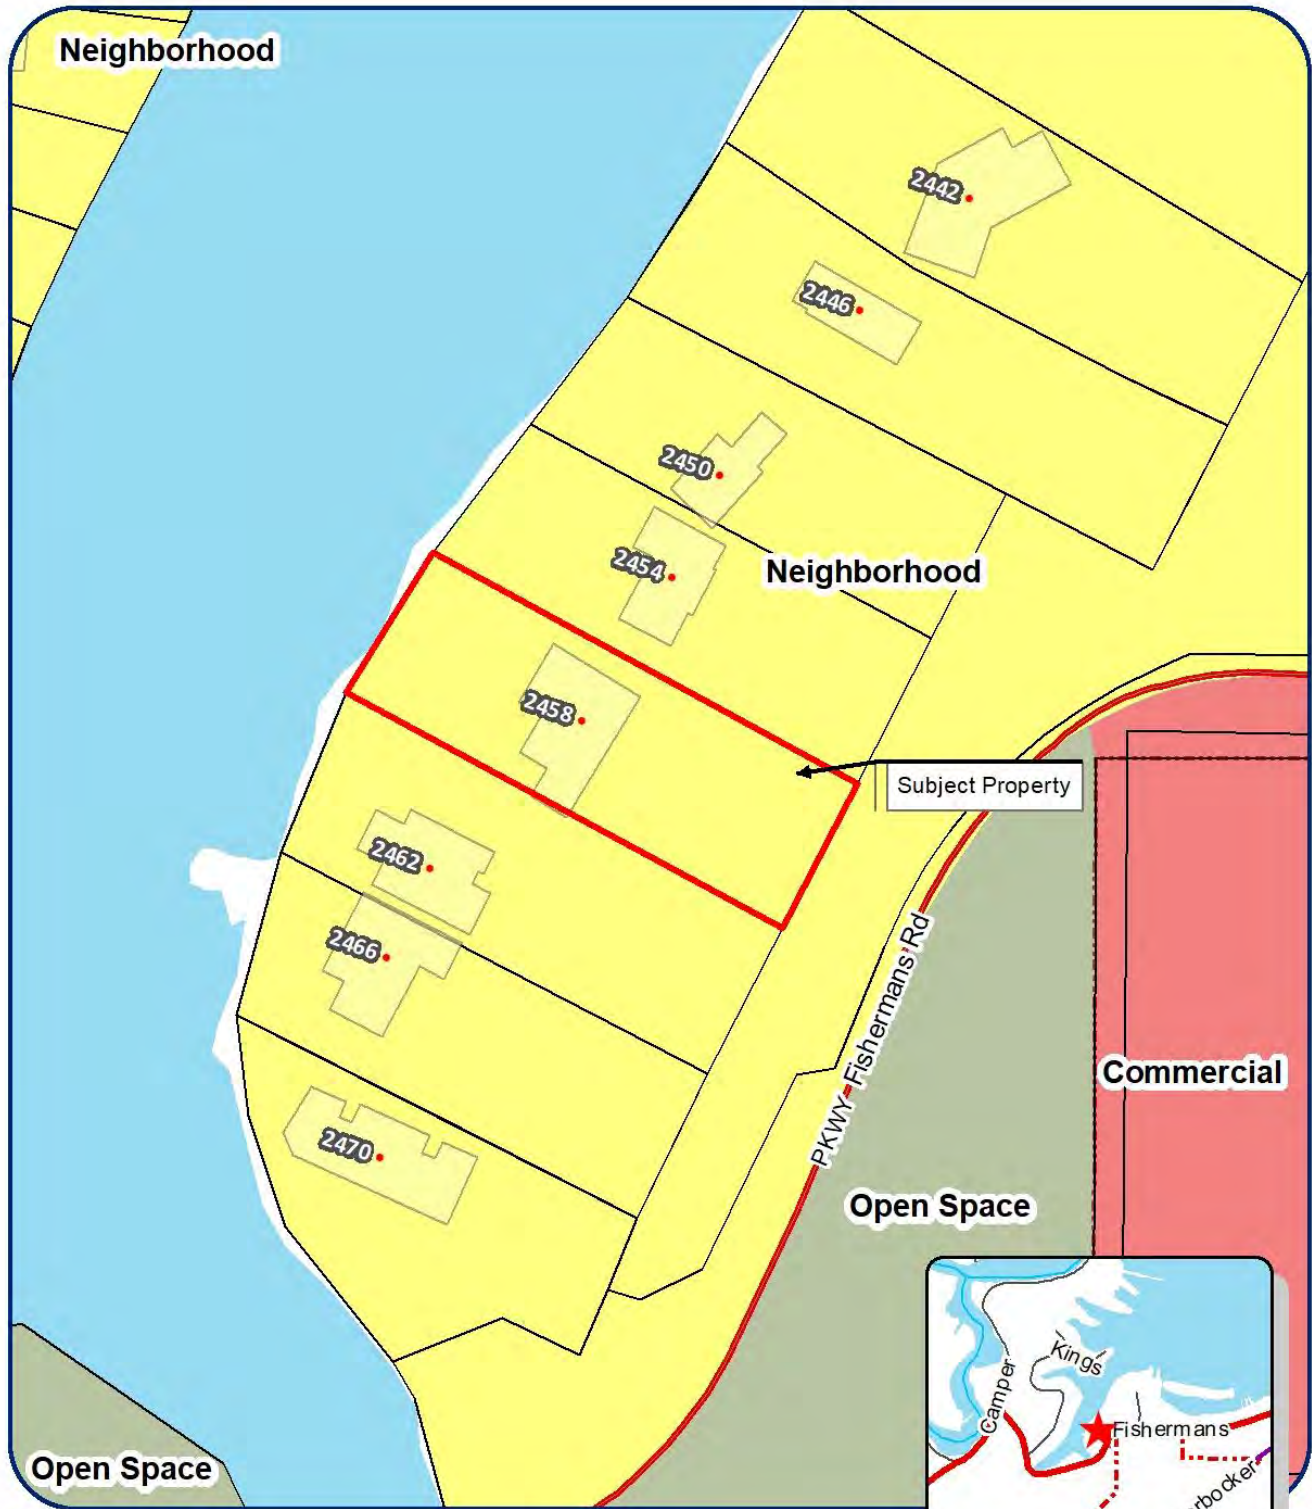 Neighborhood
2442
2446
2450
2454
Neighborhood
2458
Subject Property
2462
2466
PKWY Fishermans Rd
Commercial
2470
Open Space
Kings
Camper
Fishermans
Open Space